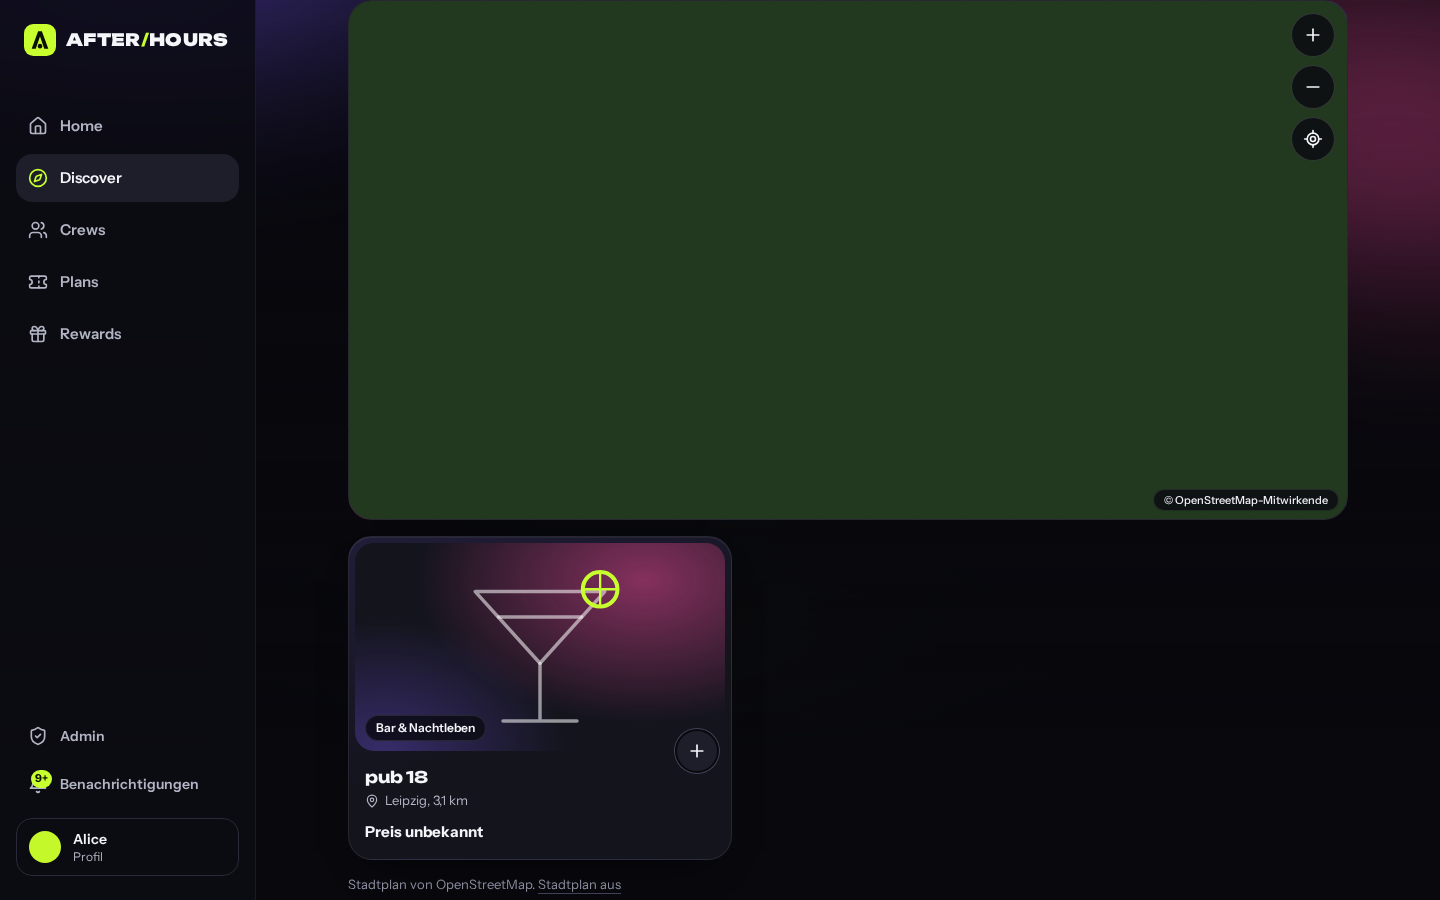 AFTER/HOURS
Home
Discover
Crews
Plans
Rewards
Admin
9+
Benachrichtigungen
Alice
Profil
© OpenStreetMap-Mitwirkende
Bar & Nachtleben
pub 18
Leipzig, 3,1 km
Preis unbekannt
Stadtplan von OpenStreetMap. Stadtplan aus